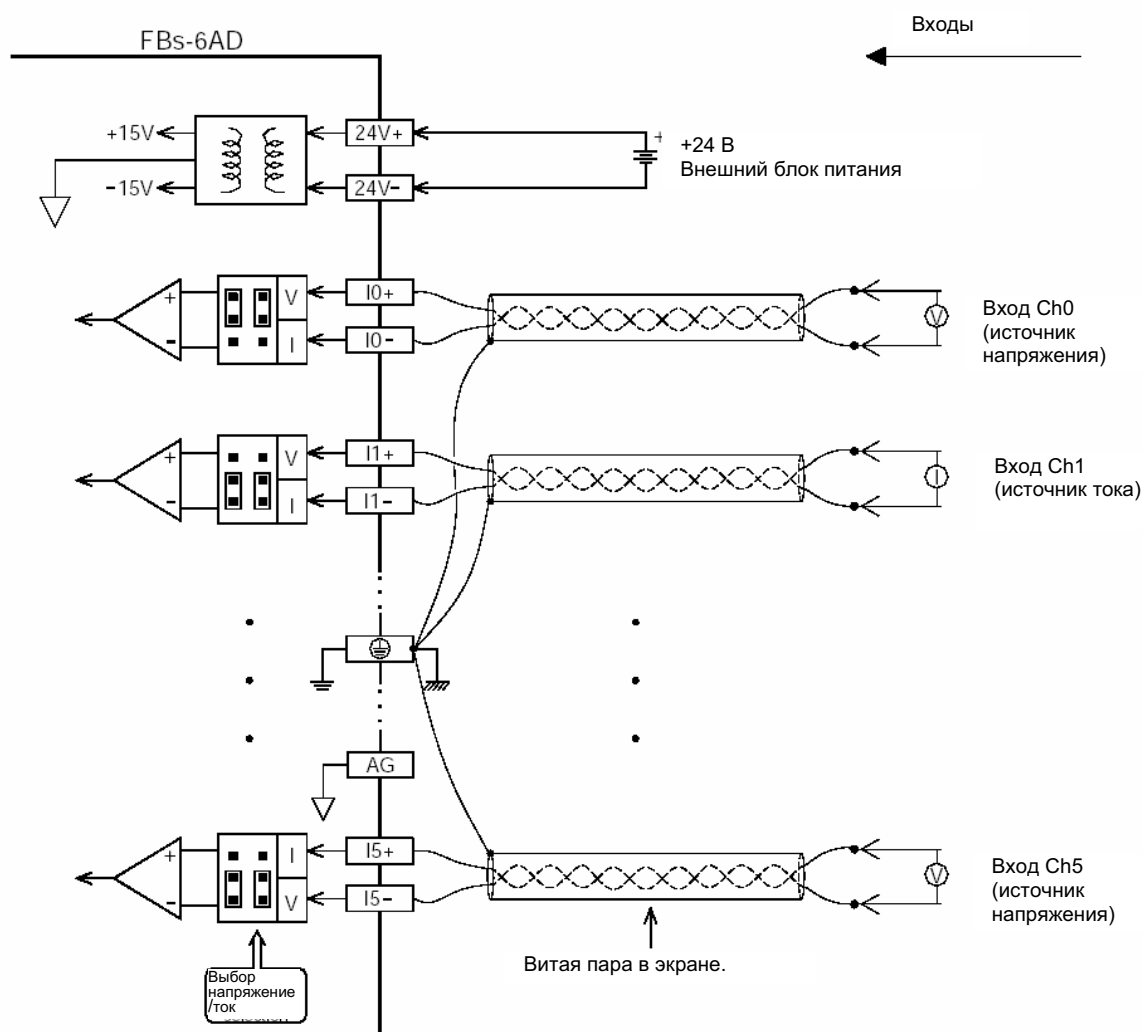 FBs-6AD
Входы
+15V
24V+
+
+24 В
Внешний блок питания
-15V
24V-
+
V
I0+
-
I
I0-
V
Вход Ch0
(источник
напряжения)
+
V
I1+
-
I
I1-
I
Вход Ch1
(источник тока)
AG
+
I
I5+
-
V
I5-
V
Вход Ch5
(источник
напряжения)
Витая пара в экране.
Выбор
напряжение
/ток